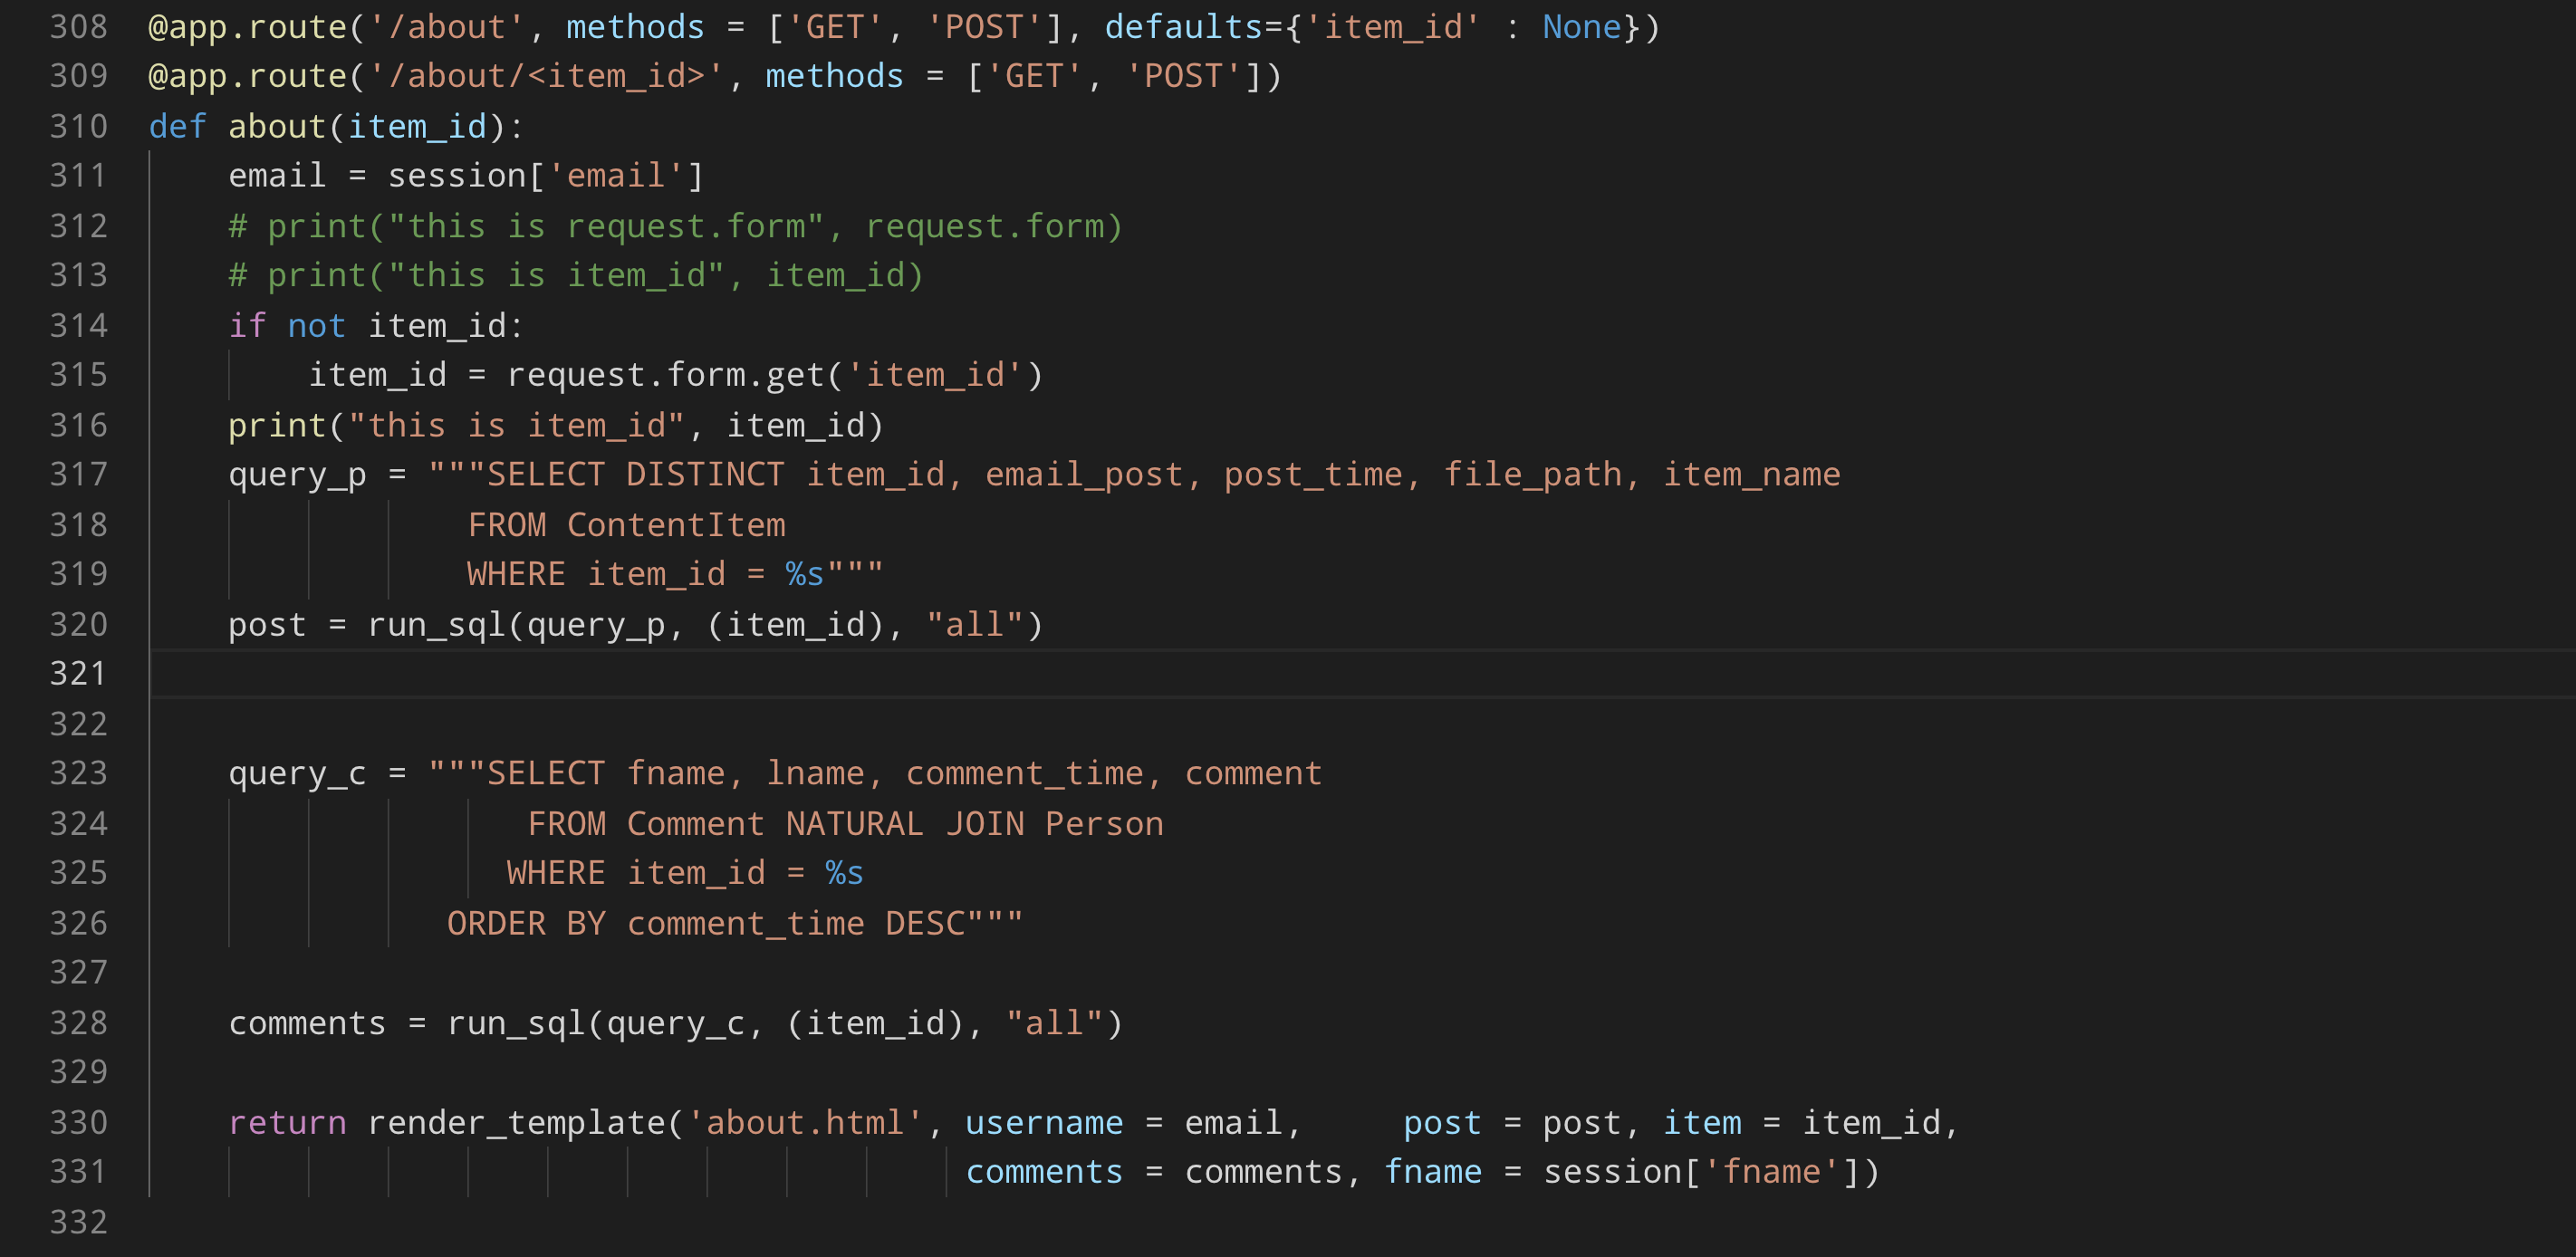 308 @app.route('/about', methods = ['GET', 'POST'], defaults={'item_id' : None})
309 @app.route('/about/<item_id>', methods = ['GET', 'POST'])
310 def about(item_id):
311     email = session['email']
312     # print("this is request.form", request.form)
313     # print("this is item_id", item_id)
314     if not item_id:
315         item_id = request.form.get('item_id')
316     print("this is item_id", item_id)
317     query_p = """SELECT DISTINCT item_id, email_post, post_time, file_path, item_name
318                 FROM ContentItem
319                 WHERE item_id = %s"""
320     post = run_sql(query_p, (item_id), "all")
321
322
323     query_c = """SELECT fname, lname, comment_time, comment
324                    FROM Comment NATURAL JOIN Person
325                   WHERE item_id = %s
326                ORDER BY comment_time DESC"""
327
328     comments = run_sql(query_c, (item_id), "all")
329
330     return render_template('about.html', username = email,     post = post, item = item_id,
331                                          comments = comments, fname = session['fname'])
332